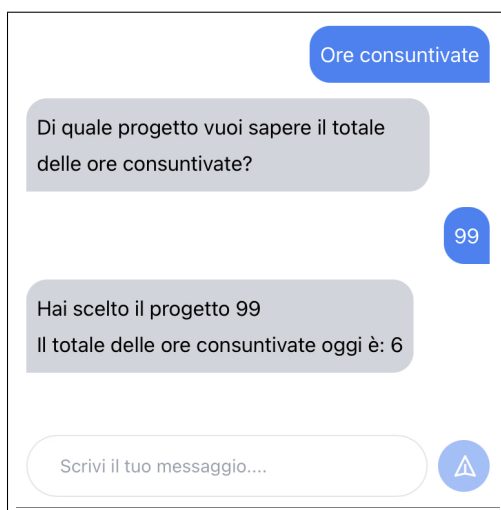 Ore consuntivate
Di quale progetto vuoi sapere il totale
delle ore consuntivate?
99
Hai scelto il progetto 99
Il totale delle ore consuntivate oggi è: 6
Scrivi il tuo messaggio....